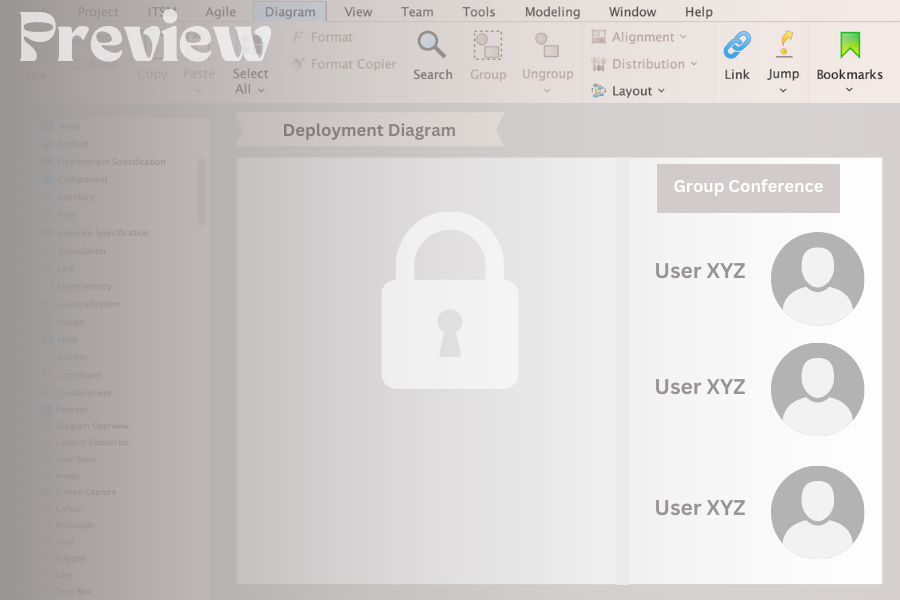 Preview
Project ITSM Agile Diagram View Team Tools Modeling Window Help
New
Redo
Copy
Paste
Select
All
Format
Format Copier
Search
Group
Ungroup
Alignment
Distribution
Layout
Link
Jump
Bookmarks
Deployment Diagram
Node
Artifact
Deployment Specification
Component
Interface
Port
Instance Specification
Association
Link
Dependency
Generalization
Usage
Note
Anchor
Constraint
Containment
Package
Diagram Overview
Generic Connector
User Story
Image
Screen Capture
Callout
Rectangle
Oval
Polygon
Line
Text Box
Group Conference
User XYZ
User XYZ
User XYZ